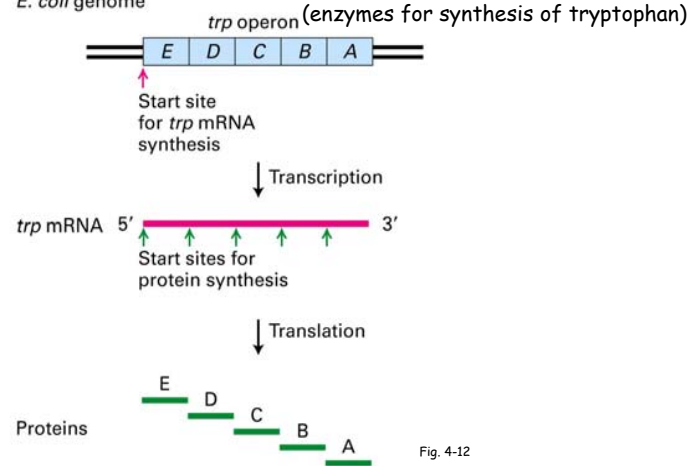 E. coli genome
trp operon (enzymes for synthesis of tryptophan)
E D C B A
Start site
for trp mRNA
synthesis
Transcription
trp mRNA 5′ 3′
Start sites for
protein synthesis
Translation
E
D
C
B
A
Proteins
Fig. 4-12